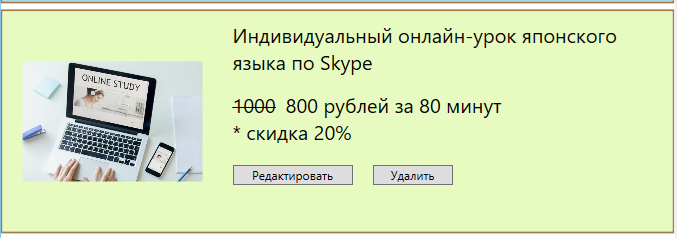 Индивидуальный онлайн-урок японского
языка по Skype
ONLINE STUDY
1000 800 рублей за 80 минут
* скидка 20%
Редактировать Удалить